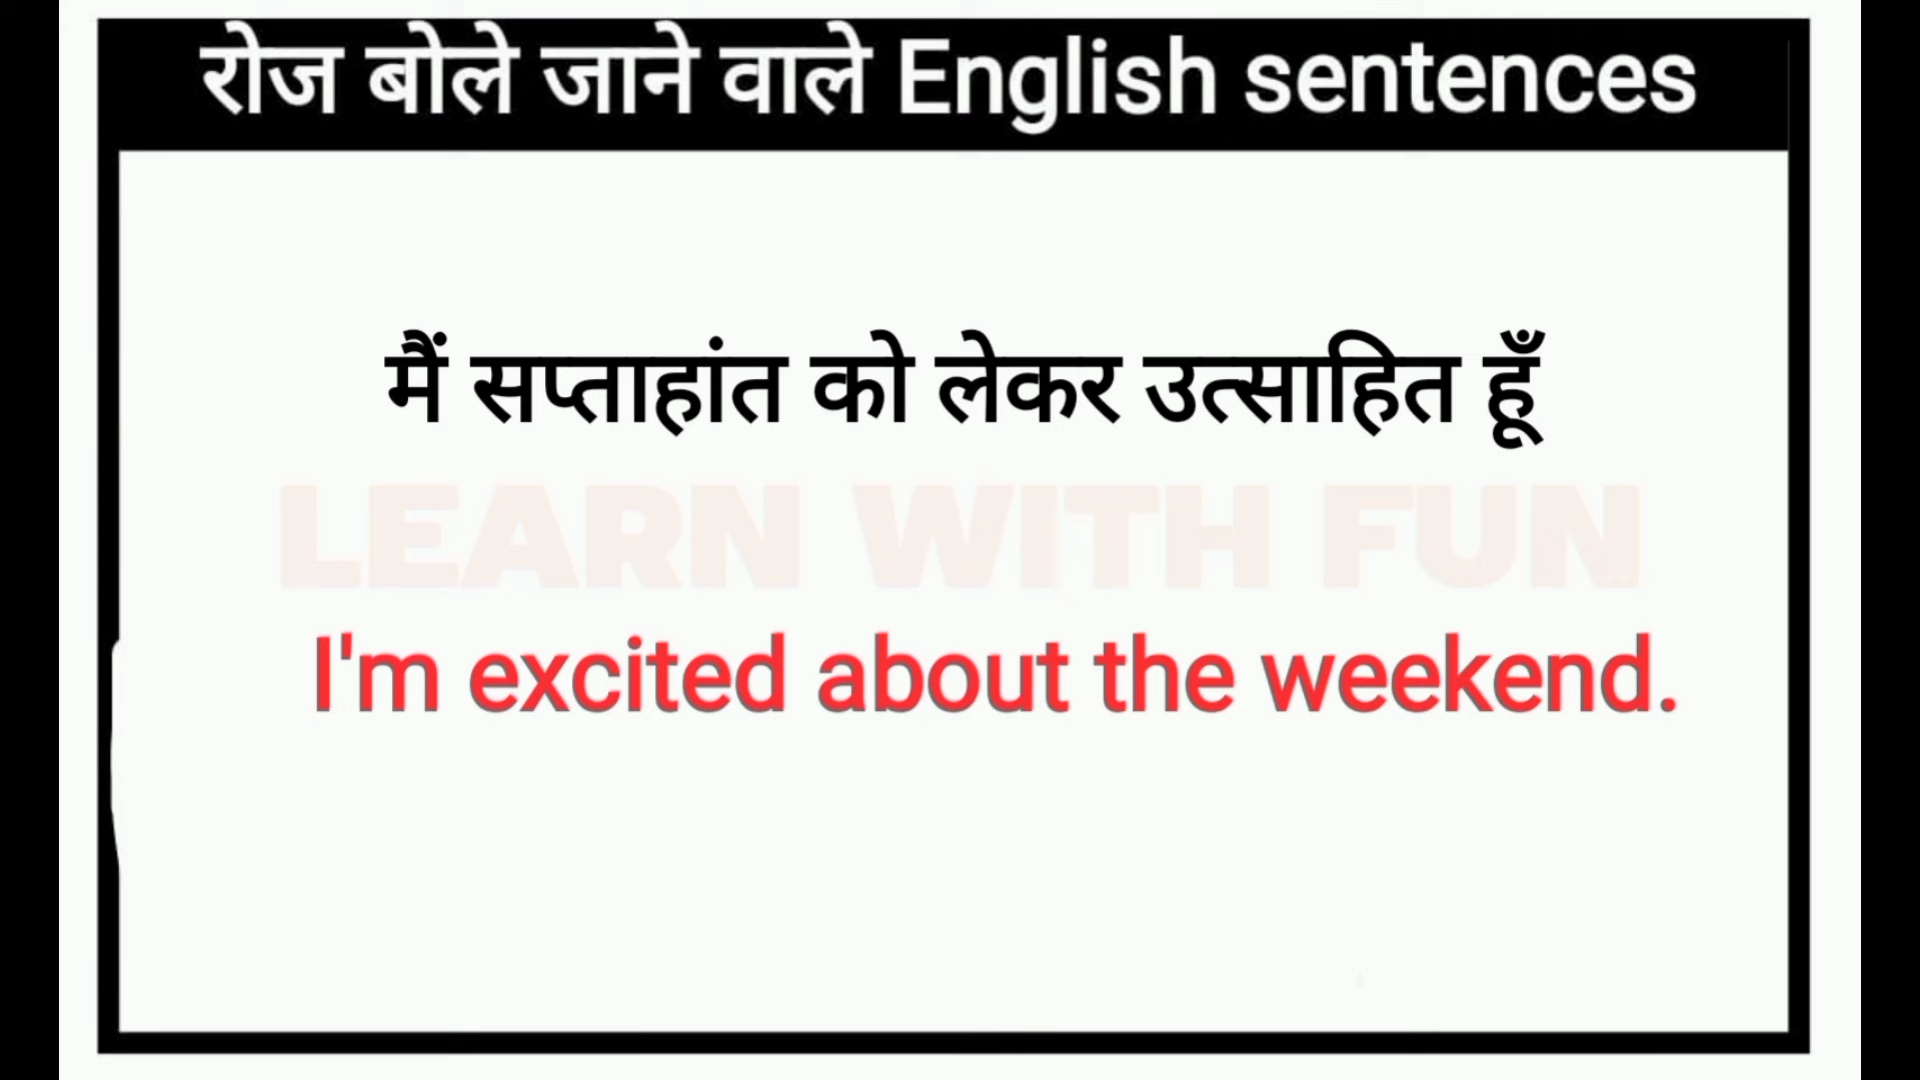 रोज बोले जाने वाले English sentences
मैं सप्ताहांत को लेकर उत्साहित हूँ
LEARN WITH FUN
I'm excited about the weekend.